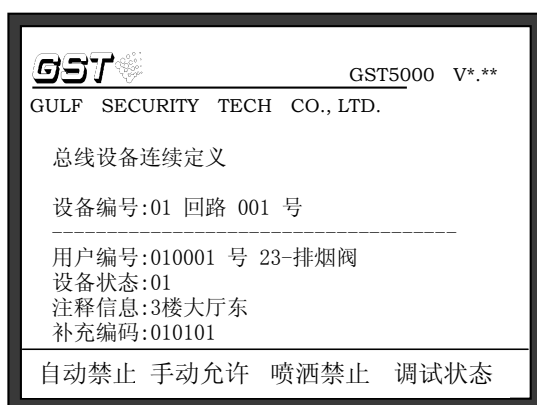 GST
GST5000 V*.**
GULF SECURITY TECH CO., LTD.
总线设备连续定义
设备编号:01 回路 001 号
用户编号:010001 号 23-排烟阀
设备状态:01
注释信息:3楼大厅东
补充编码:010101
自动禁止 手动允许 喷洒禁止 调试状态